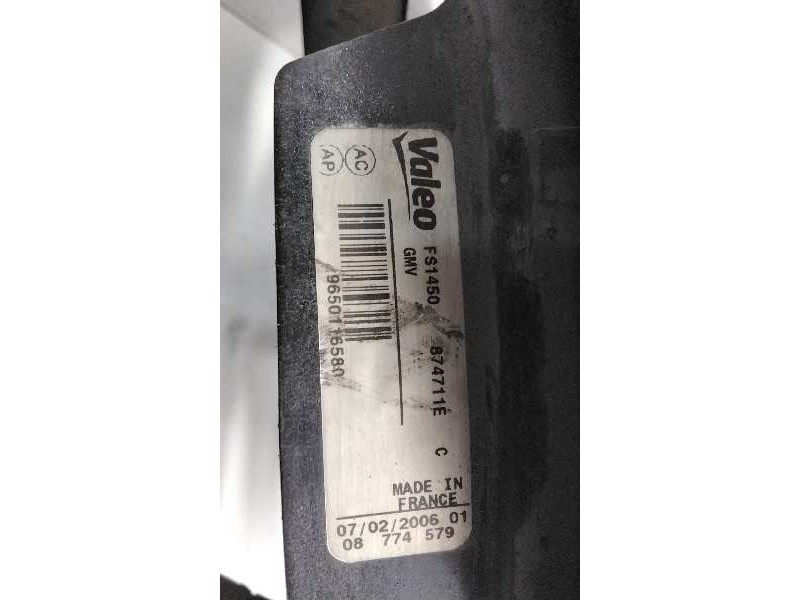 Valeo
FS1450 874711E C
GMV
AC
AP
9650116580
MADE IN
FRANCE
07/02/2006 01
08 774 579